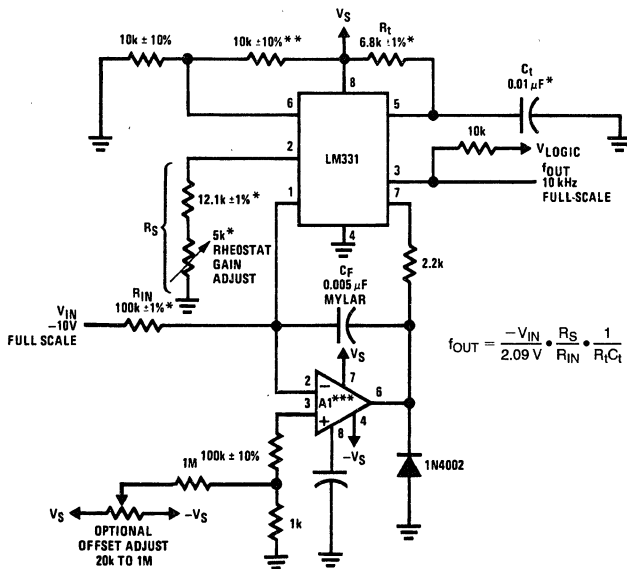 10k ±10%
10k ±10% **
VS
Rt
6.8k ±1%*
Ct
0.01 μF*
8
6
5
2
LM331
1
3
7
4
10k
VLOGIC
fOUT
10 kHz
FULL-SCALE
RS
12.1k ±1% *
5k*
RHEOSTAT
GAIN
ADJUST
2.2k
CF
0.005 μF
MYLAR
RIN
100k ±1%*
VIN
−10V
FULL SCALE
VS
fOUT = −VIN/2.09 V • RS/RIN • 1/RtCt
2
−
7
A1***
6
3
+
4
8
−VS
100k ± 10%
1M
1N4002
VS
−VS
1k
OPTIONAL
OFFSET ADJUST
20k TO 1M